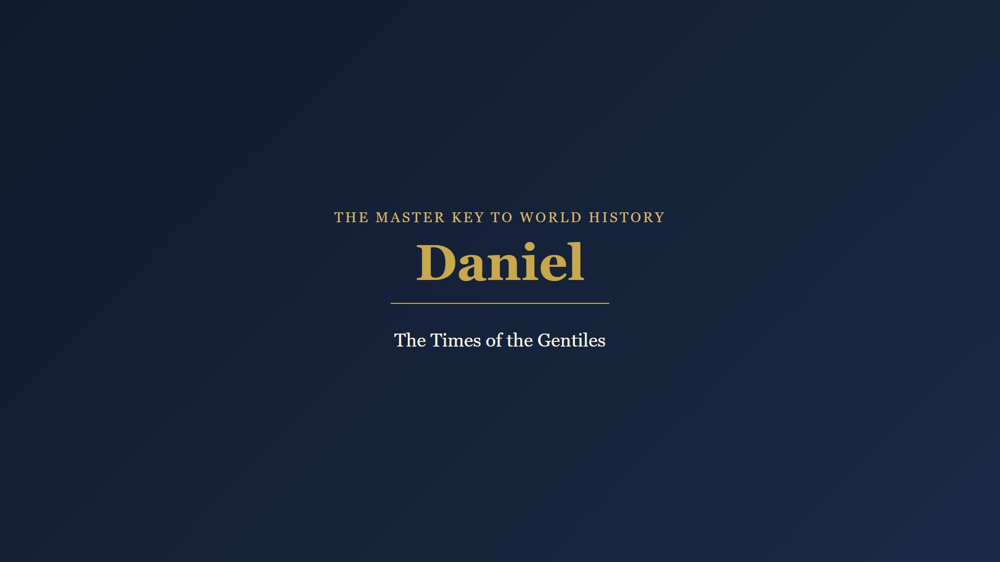 THE MASTER KEY TO WORLD HISTORY
Daniel
The Times of the Gentiles